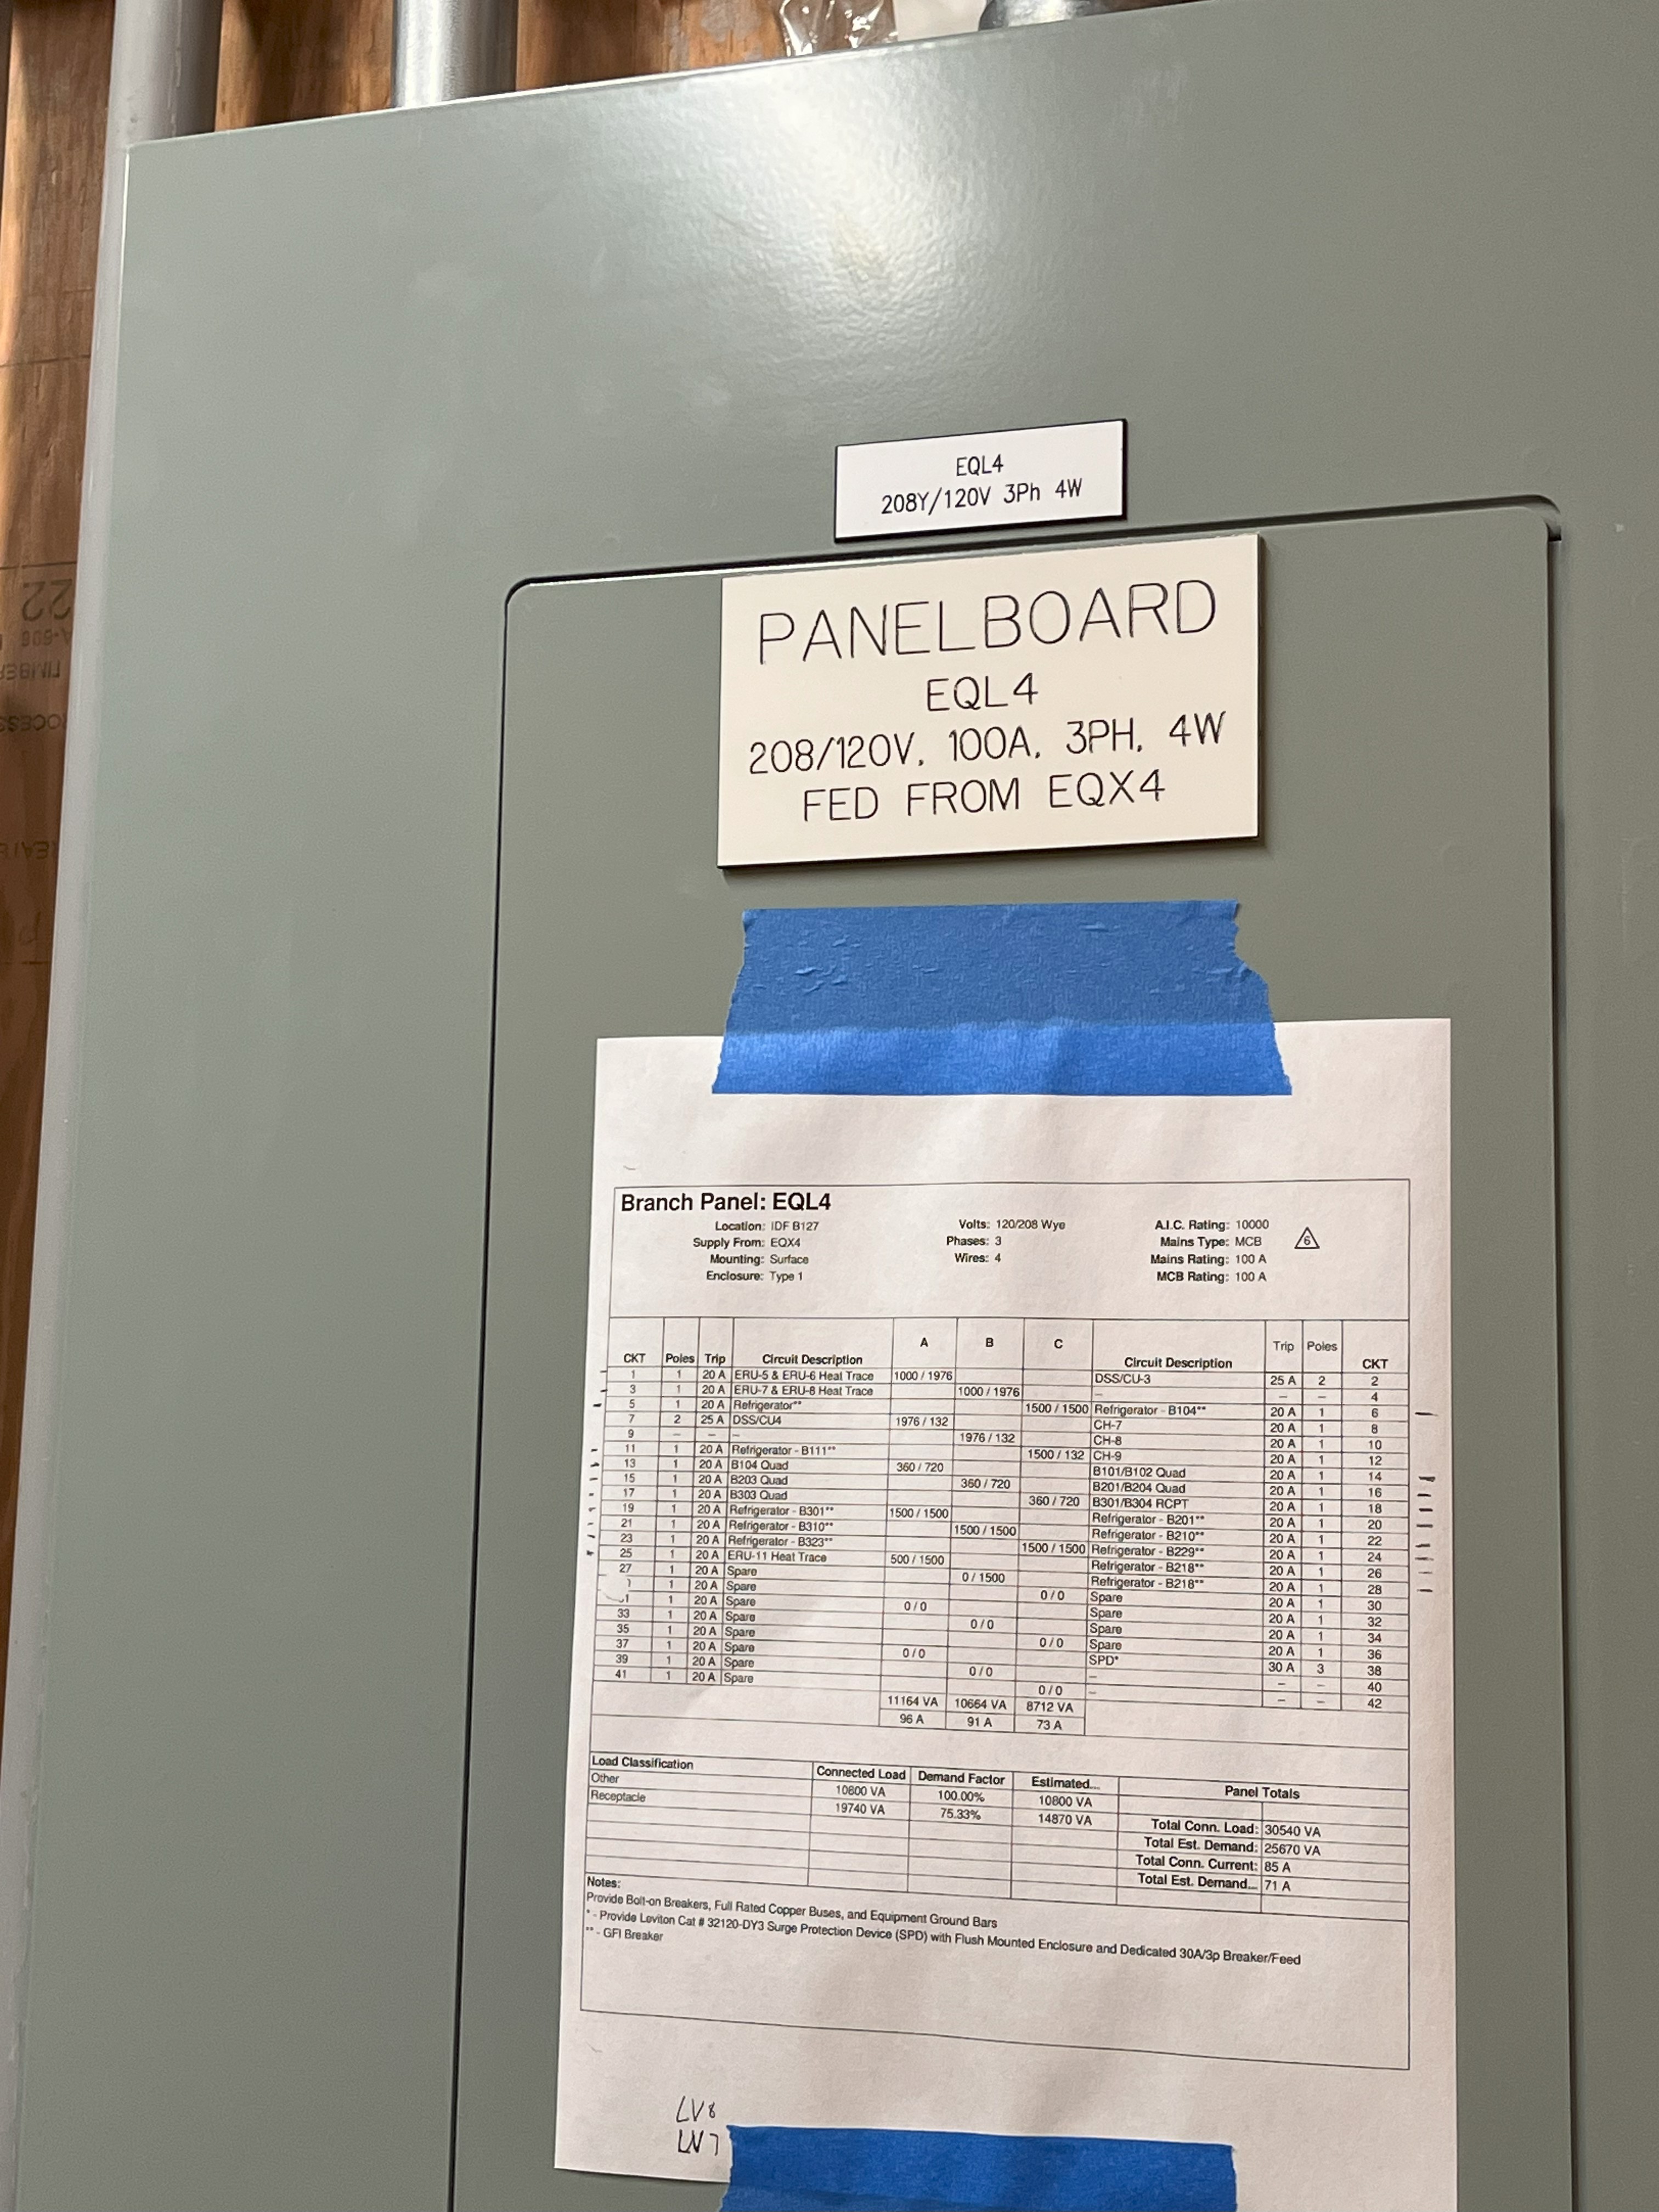 EQL4
208Y/120V 3Ph 4W
PANELBOARD
EQL4
208/120V, 100A, 3PH, 4W
FED FROM EQX4
22
Branch Panel: EQL4
Location: IDF B127 Volts: 120/208 Wye A.I.C. Rating: 10000
Supply From: EQX4 Phases: 3 Mains Type: MCB 6
Mounting: Surface Wires: 4 Mains Rating: 100 A
Enclosure: Type 1 MCB Rating: 100 A
CKT Poles Trip Circuit Description A B C Circuit Description Trip Poles CKT
1 1 20 A ERU-5 & ERU-6 Heat Trace 1000 / 1976 DSS/CU-3 25 A 2 2
3 1 20 A ERU-7 & ERU-8 Heat Trace 1000 / 1976 – – – 4
5 1 20 A Refrigerator** 1500 / 1500 Refrigerator - B104** 20 A 1 6
7 2 25 A DSS/CU4 1976 / 132 CH-7 20 A 1 8
9 – – – 1976 / 132 CH-8 20 A 1 10
11 1 20 A Refrigerator - B111** 1500 / 132 CH-9 20 A 1 12
13 1 20 A B104 Quad 360 / 720 B101/B102 Quad 20 A 1 14
15 1 20 A B203 Quad 360 / 720 B201/B204 Quad 20 A 1 16
17 1 20 A B303 Quad 360 / 720 B301/B304 RCPT 20 A 1 18
19 1 20 A Refrigerator - B301** 1500 / 1500 Refrigerator - B201** 20 A 1 20
21 1 20 A Refrigerator - B310** 1500 / 1500 Refrigerator - B210** 20 A 1 22
23 1 20 A Refrigerator - B323** 1500 / 1500 Refrigerator - B229** 20 A 1 24
25 1 20 A ERU-11 Heat Trace 500 / 1500 Refrigerator - B218** 20 A 1 26
27 1 20 A Spare 0 / 1500 Refrigerator - B218** 20 A 1 28
1 20 A Spare 0 / 0 Spare 20 A 1 30
1 20 A Spare 0 / 0 Spare 20 A 1 32
33 1 20 A Spare 0 / 0 Spare 20 A 1 34
35 1 20 A Spare 0 / 0 Spare 20 A 1 36
37 1 20 A Spare 0 / 0 SPD* 30 A 3 38
39 1 20 A Spare 0 / 0 – – – 40
41 1 20 A Spare 0 / 0 – – – 42
11164 VA 10664 VA 8712 VA
96 A 91 A 73 A
Load Classification Connected Load Demand Factor Estimated... Panel Totals
Other 10800 VA 100.00% 10800 VA
Receptacle 19740 VA 75.33% 14870 VA Total Conn. Load: 30540 VA
Total Est. Demand: 25670 VA
Total Conn. Current: 85 A
Total Est. Demand... 71 A
Notes:
Provide Bolt-on Breakers, Full Rated Copper Buses, and Equipment Ground Bars
* - Provide Leviton Cat # 32120-DY3 Surge Protection Device (SPD) with Flush Mounted Enclosure and Dedicated 30A/3p Breaker/Feed
** - GFI Breaker
LV8